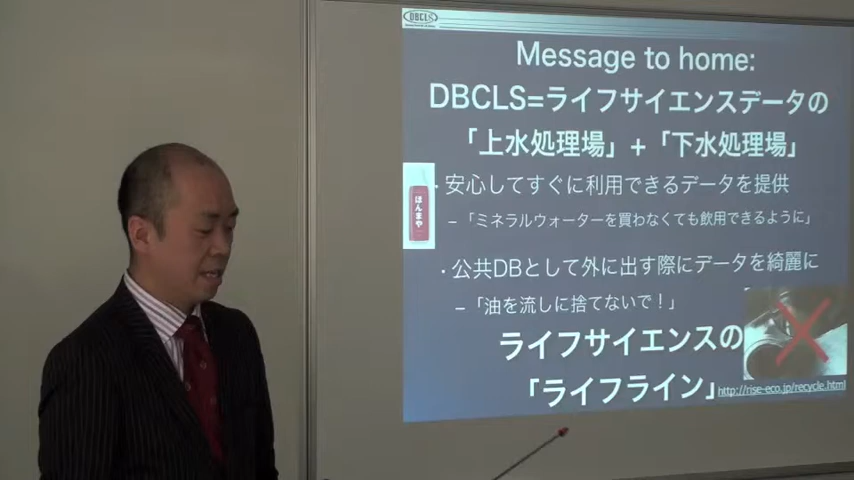 DBCLS
Message to home:
DBCLS=ライフサイエンスデータの
「上水処理場」+「下水処理場」
・安心してすぐに利用できるデータを提供
–「ミネラルウォーターを買わなくても飲用できるように」
ほんまや
・公共DBとして外に出す際にデータを綺麗に
–「油を流しに捨てないで！」
ライフサイエンスの
「ライフライン」
http://rise-eco.jp/recycle.html